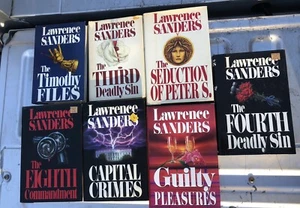 Lawrence
SANDERS
The
Timothy
FILES
Lawrence
SANDERS
The
THIRD
Deadly Sin
Lawrence
SANDERS
THE
SEDUCTION
OF PETER S.
Lawrence
SANDERS
The
FOURTH
Deadly Sin
Lawrence
SANDERS
The
EIGHTH
Commandment
Lawrence
SANDERS
CAPITAL
CRIMES
Lawrence
SANDERS
Guilty
PLEASURES